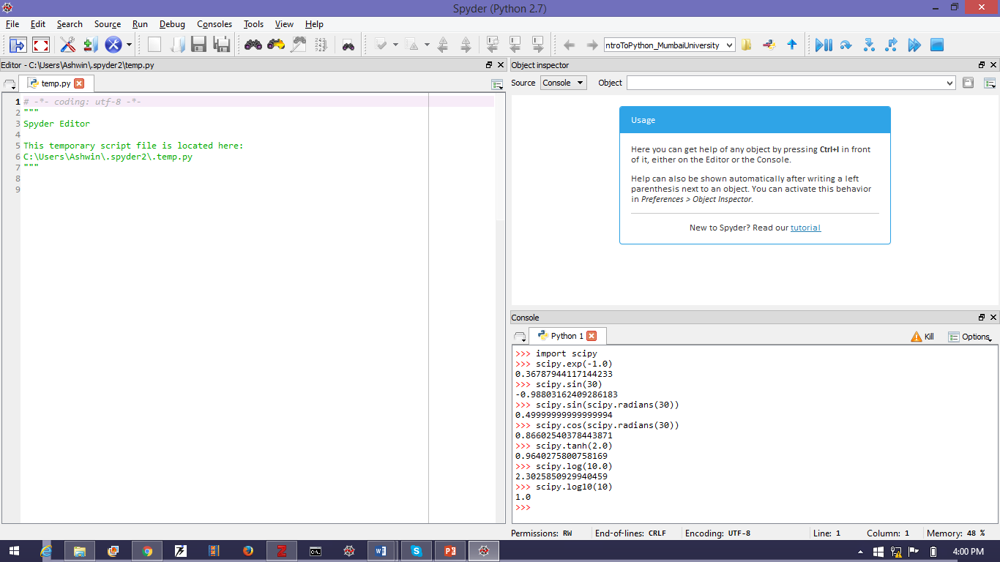 Spyder (Python 2.7)
File Edit Search Source Run Debug Consoles Tools View Help
ntroToPython_MumbaiUniversity
Editor - C:\Users\Ashwin\.spyder2\temp.py
temp.py
1 # -*- coding: utf-8 -*-
2 """
3 Spyder Editor
4
5 This temporary script file is located here:
6 C:\Users\Ashwin\.spyder2\.temp.py
7 """
8
9
Object inspector
Source Console Object
Usage
Here you can get help of any object by pressing Ctrl+I in front
of it, either on the Editor or the Console.
Help can also be shown automatically after writing a left
parenthesis next to an object. You can activate this behavior
in Preferences > Object Inspector.
New to Spyder? Read our tutorial
Console
Python 1 Kill Options
>>> import scipy
>>> scipy.exp(-1.0)
0.36787944117144233
>>> scipy.sin(30)
-0.98803162409286183
>>> scipy.sin(scipy.radians(30))
0.49999999999999994
>>> scipy.cos(scipy.radians(30))
0.86602540378443871
>>> scipy.tanh(2.0)
0.9640275800758169
>>> scipy.log(10.0)
2.3025850929940459
>>> scipy.log10(10)
1.0
>>>
Permissions: RW End-of-lines: CRLF Encoding: UTF-8 Line: 1 Column: 1 Memory: 48 %
4:00 PM